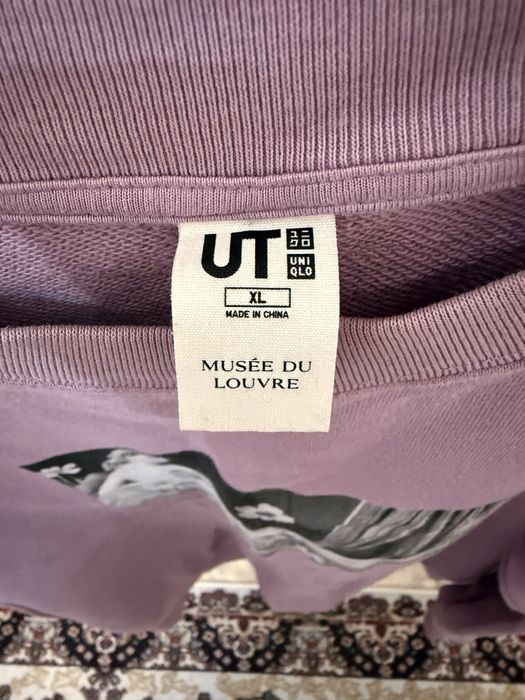 UT ユニ
クロ
UNI
QLO
XL
MADE IN CHINA
MUSÉE DU
LOUVRE